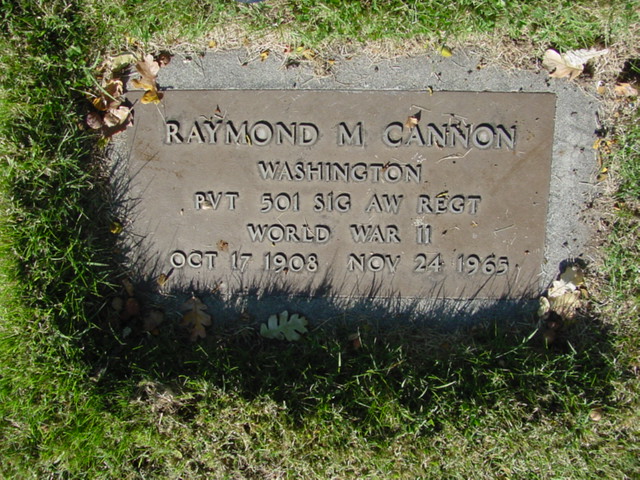 RAYMOND M CANNON
WASHINGTON
PVT 501 SIG AW REGT
WORLD WAR II
OCT 17 1908 NOV 24 1965